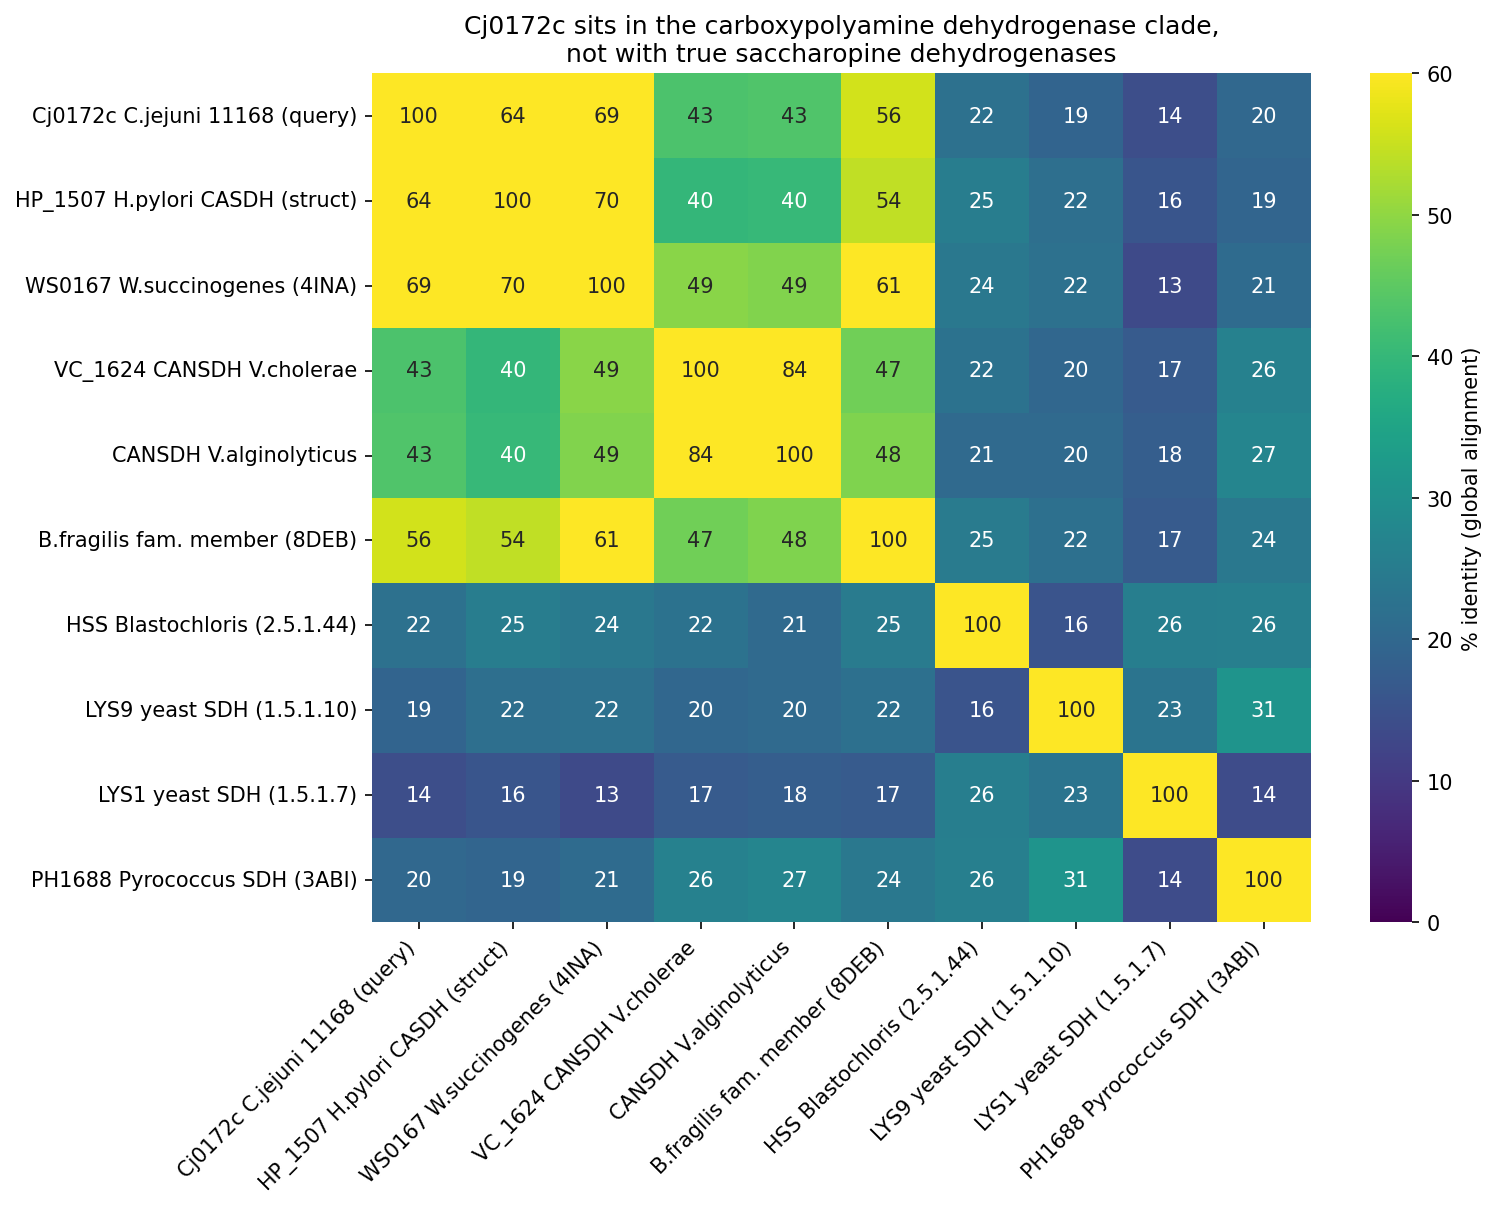 Cj0172c sits in the carboxypolyamine dehydrogenase clade,
not with true saccharopine dehydrogenases
Cj0172c C.jejuni 11168 (query) 100 64 69 43 43 56 22 19 14 20
HP_1507 H.pylori CASDH (struct) 64 100 70 40 40 54 25 22 16 19
WS0167 W.succinogenes (4INA) 69 70 100 49 49 61 24 22 13 21
VC_1624 CANSDH V.cholerae 43 40 49 100 84 47 22 20 17 26
CANSDH V.alginolyticus 43 40 49 84 100 48 21 20 18 27
B.fragilis fam. member (8DEB) 56 54 61 47 48 100 25 22 17 24
HSS Blastochloris (2.5.1.44) 22 25 24 22 21 25 100 16 26 26
LYS9 yeast SDH (1.5.1.10) 19 22 22 20 20 22 16 100 23 31
LYS1 yeast SDH (1.5.1.7) 14 16 13 17 18 17 26 23 100 14
PH1688 Pyrococcus SDH (3ABI) 20 19 21 26 27 24 26 31 14 100
Cj0172c C.jejuni 11168 (query)
HP_1507 H.pylori CASDH (struct)
WS0167 W.succinogenes (4INA)
VC_1624 CANSDH V.cholerae
CANSDH V.alginolyticus
B.fragilis fam. member (8DEB)
HSS Blastochloris (2.5.1.44)
LYS9 yeast SDH (1.5.1.10)
LYS1 yeast SDH (1.5.1.7)
PH1688 Pyrococcus SDH (3ABI)
60
50
40
30
20
10
0
% identity (global alignment)